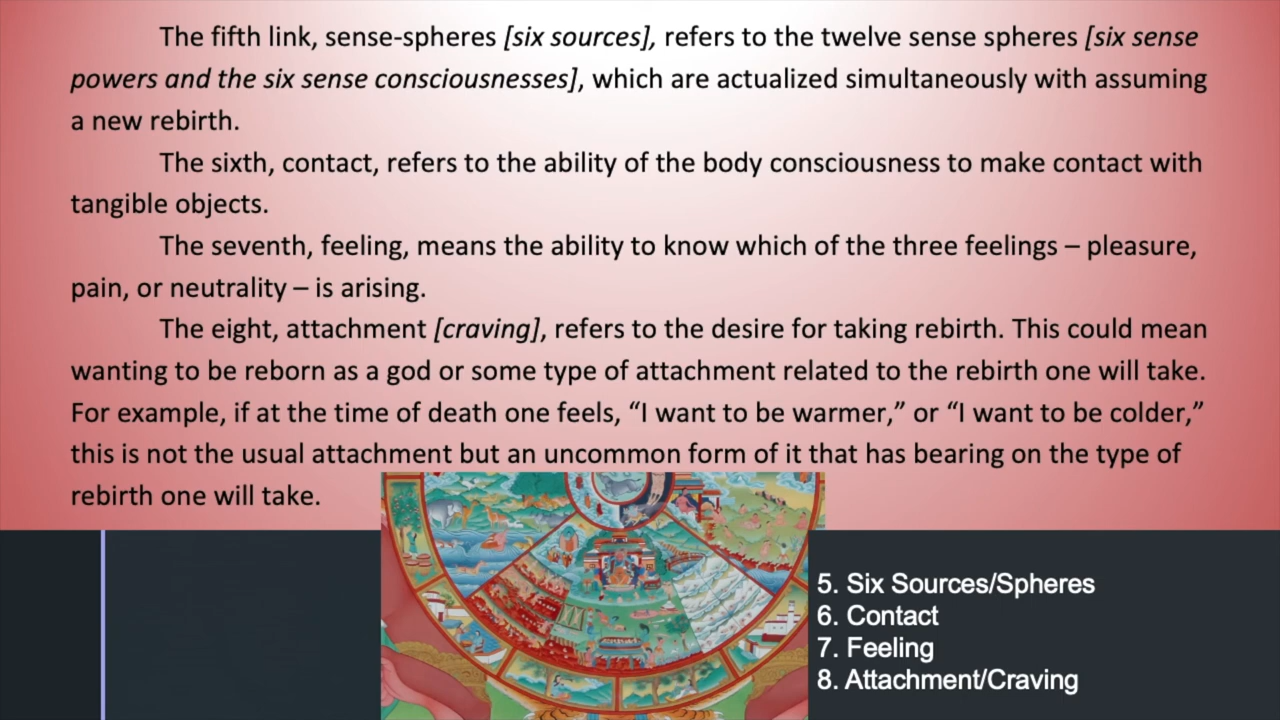 The fifth link, sense-spheres [six sources], refers to the twelve sense spheres [six sense
powers and the six sense consciousnesses], which are actualized simultaneously with assuming
a new rebirth.
The sixth, contact, refers to the ability of the body consciousness to make contact with
tangible objects.
The seventh, feeling, means the ability to know which of the three feelings – pleasure,
pain, or neutrality – is arising.
The eight, attachment [craving], refers to the desire for taking rebirth. This could mean
wanting to be reborn as a god or some type of attachment related to the rebirth one will take.
For example, if at the time of death one feels, “I want to be warmer,” or “I want to be colder,”
this is not the usual attachment but an uncommon form of it that has bearing on the type of
rebirth one will take.
5. Six Sources/Spheres
6. Contact
7. Feeling
8. Attachment/Craving